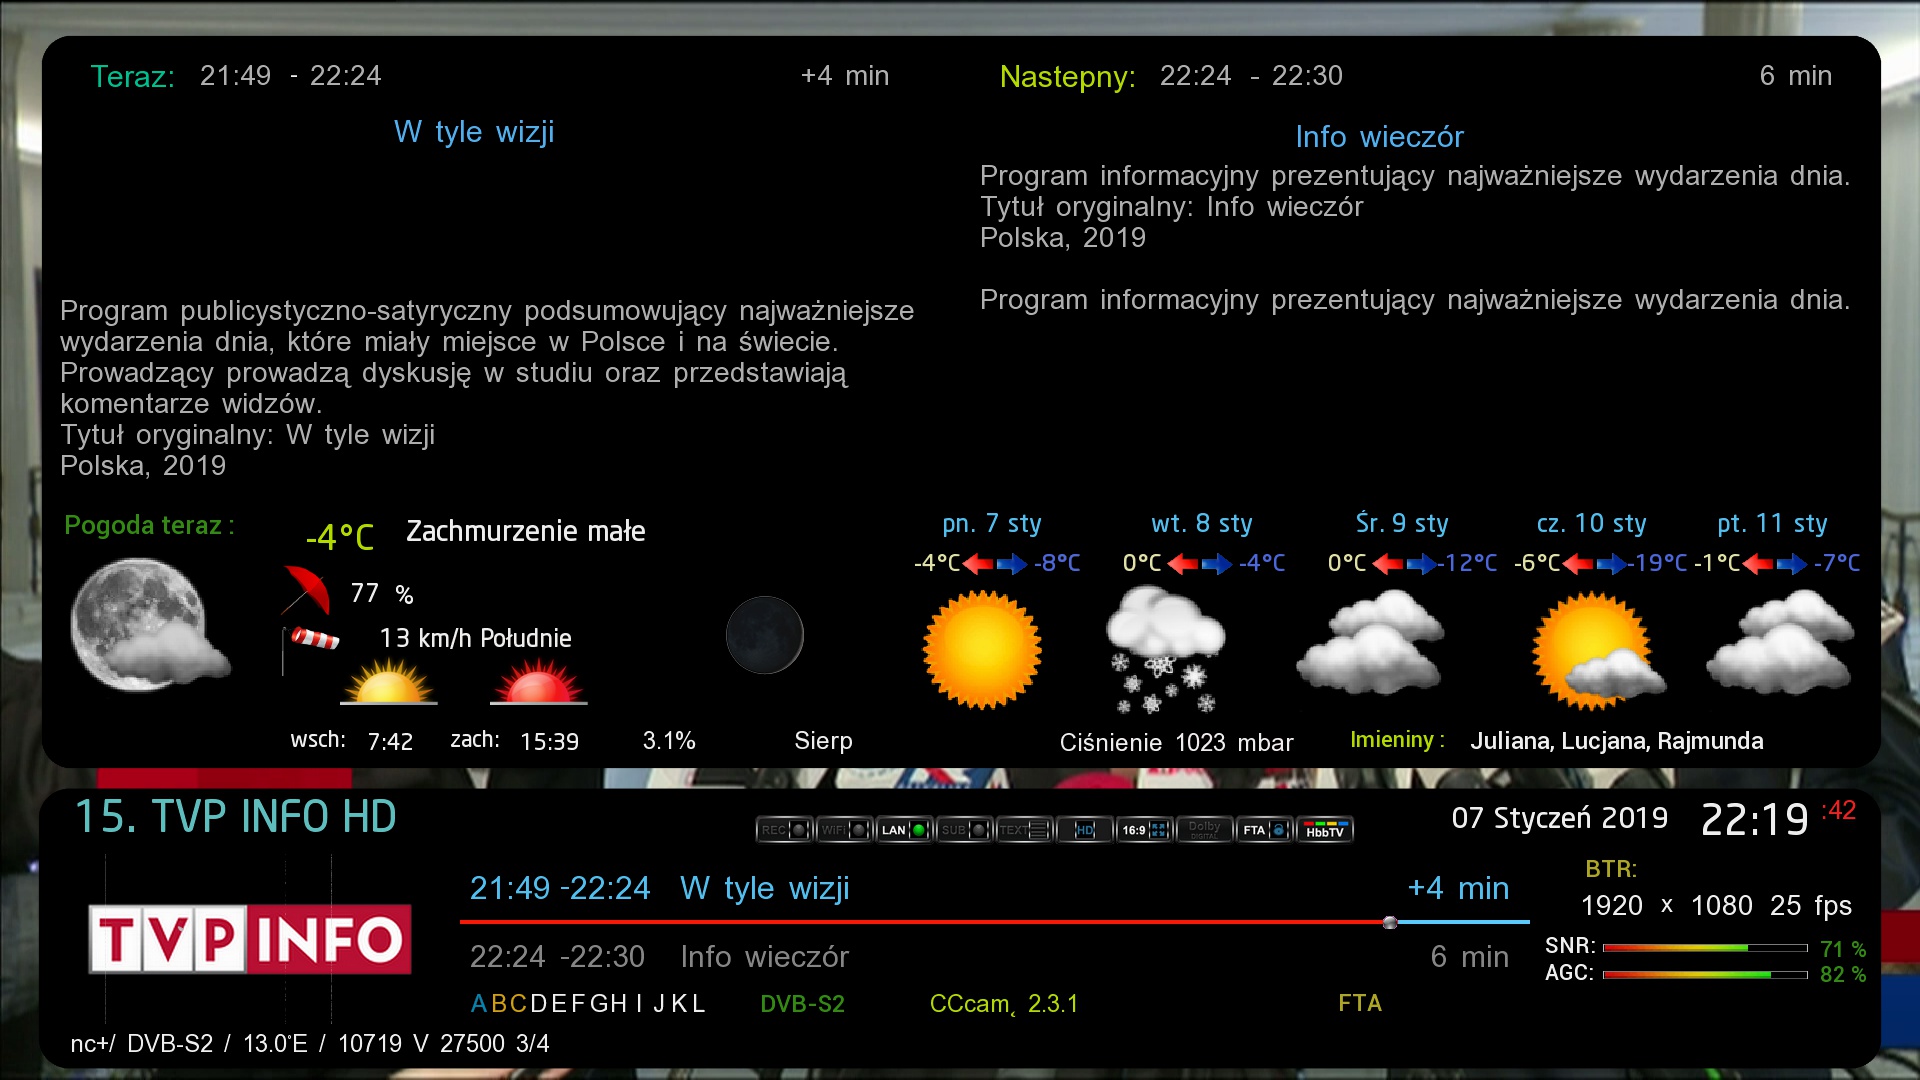 Teraz: 21:49 - 22:24 +4 min
W tyle wizji
Program publicystyczno-satyryczny podsumowujący najważniejsze
wydarzenia dnia, które miały miejsce w Polsce i na świecie.
Prowadzący prowadzą dyskusję w studiu oraz przedstawiają
komentarze widzów.
Tytuł oryginalny: W tyle wizji
Polska, 2019
Nastepny: 22:24 - 22:30 6 min
Info wieczór
Program informacyjny prezentujący najważniejsze wydarzenia dnia.
Tytuł oryginalny: Info wieczór
Polska, 2019
Program informacyjny prezentujący najważniejsze wydarzenia dnia.
Pogoda teraz : -4°C Zachmurzenie małe
77 %
13 km/h Południe
wsch: 7:42 zach: 15:39 3.1% Sierp
pn. 7 sty wt. 8 sty Śr. 9 sty cz. 10 sty pt. 11 sty
-4°C -8°C 0°C -4°C 0°C -12°C -6°C -19°C -1°C -7°C
Ciśnienie 1023 mbar Imieniny : Juliana, Lucjana, Rajmunda
15. TVP INFO HD
REC WiFi LAN SUB TEXT HD 16:9 Dolby DIGITAL FTA HbbTV
07 Styczeń 2019 22:19 :42
TVP INFO
21:49 -22:24 W tyle wizji +4 min
22:24 -22:30 Info wieczór 6 min
BTR:
1920 x 1080 25 fps
SNR: 71 %
AGC: 82 %
ABCDEFGHIJKL DVB-S2 CCcam˛ 2.3.1 FTA
nc+/ DVB-S2 / 13.0°E / 10719 V 27500 3/4